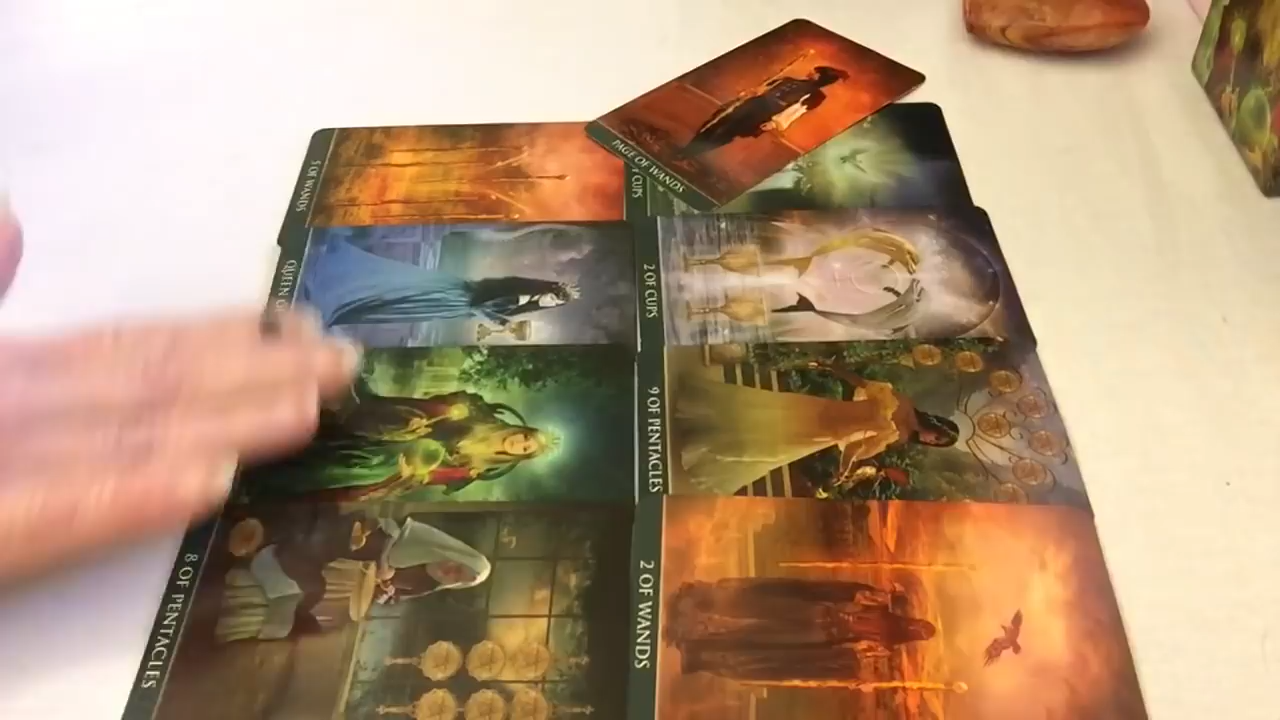 PAGE OF WANDS
5 OF WANDS
CUPS
QUEEN
2 OF CUPS
9 OF PENTACLES
8 OF PENTACLES
2 OF WANDS